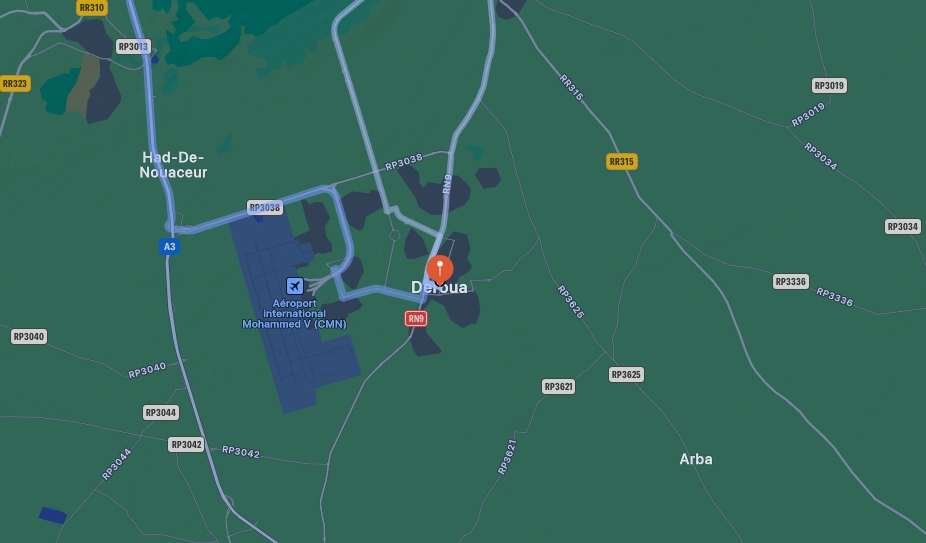 RR310
RP3013
RR323
RR315
RP3019
RP3019
RP3034
Had-De-
Nouaceur
RP3038
RR315
RN9
RP3038
RP3034
A3
Deroua
RP3336
RP3336
Aéroport
international
Mohammed V (CMN)
RN9
RP3625
RP3040
RP3040
RP3625
RP3621
RP3044
RP3042
RP3042
RP3044
RP3621
Arba